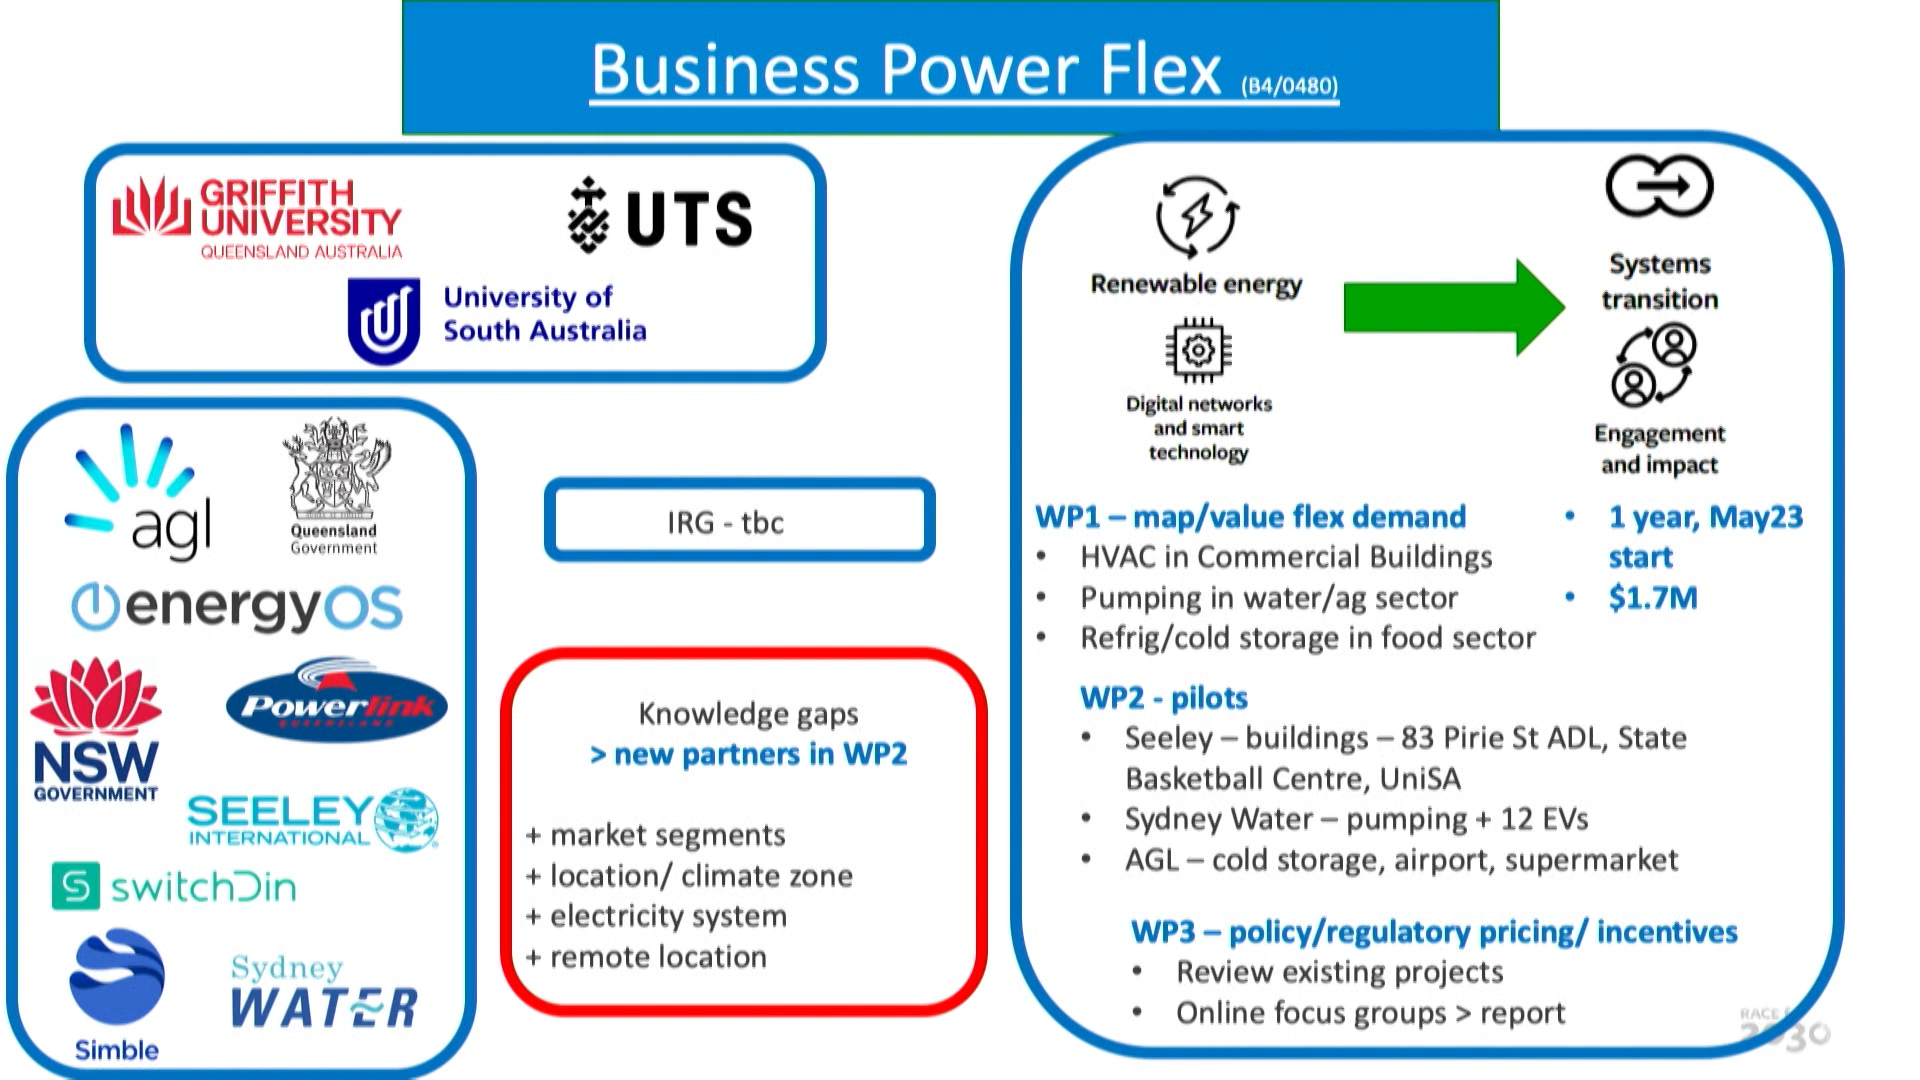 Business Power Flex (B4/0480)
GRIFFITH
UNIVERSITY
QUEENSLAND AUSTRALIA
UTS
University of
South Australia
agl
Queensland
Government
energyOS
NSW
GOVERNMENT
Powerlink
QUEENSLAND
SEELEY
INTERNATIONAL
S switchDin
Simble
Sydney
WATER
IRG - tbc
Knowledge gaps
> new partners in WP2
+ market segments
+ location/ climate zone
+ electricity system
+ remote location
Renewable energy
Digital networks
and smart
technology
Systems
transition
Engagement
and impact
WP1 – map/value flex demand
• HVAC in Commercial Buildings
• Pumping in water/ag sector
• Refrig/cold storage in food sector
• 1 year, May23
start
• $1.7M
WP2 - pilots
• Seeley – buildings – 83 Pirie St ADL, State
Basketball Centre, UniSA
• Sydney Water – pumping + 12 EVs
• AGL – cold storage, airport, supermarket
WP3 – policy/regulatory pricing/ incentives
• Review existing projects
• Online focus groups > report
RACE
2030